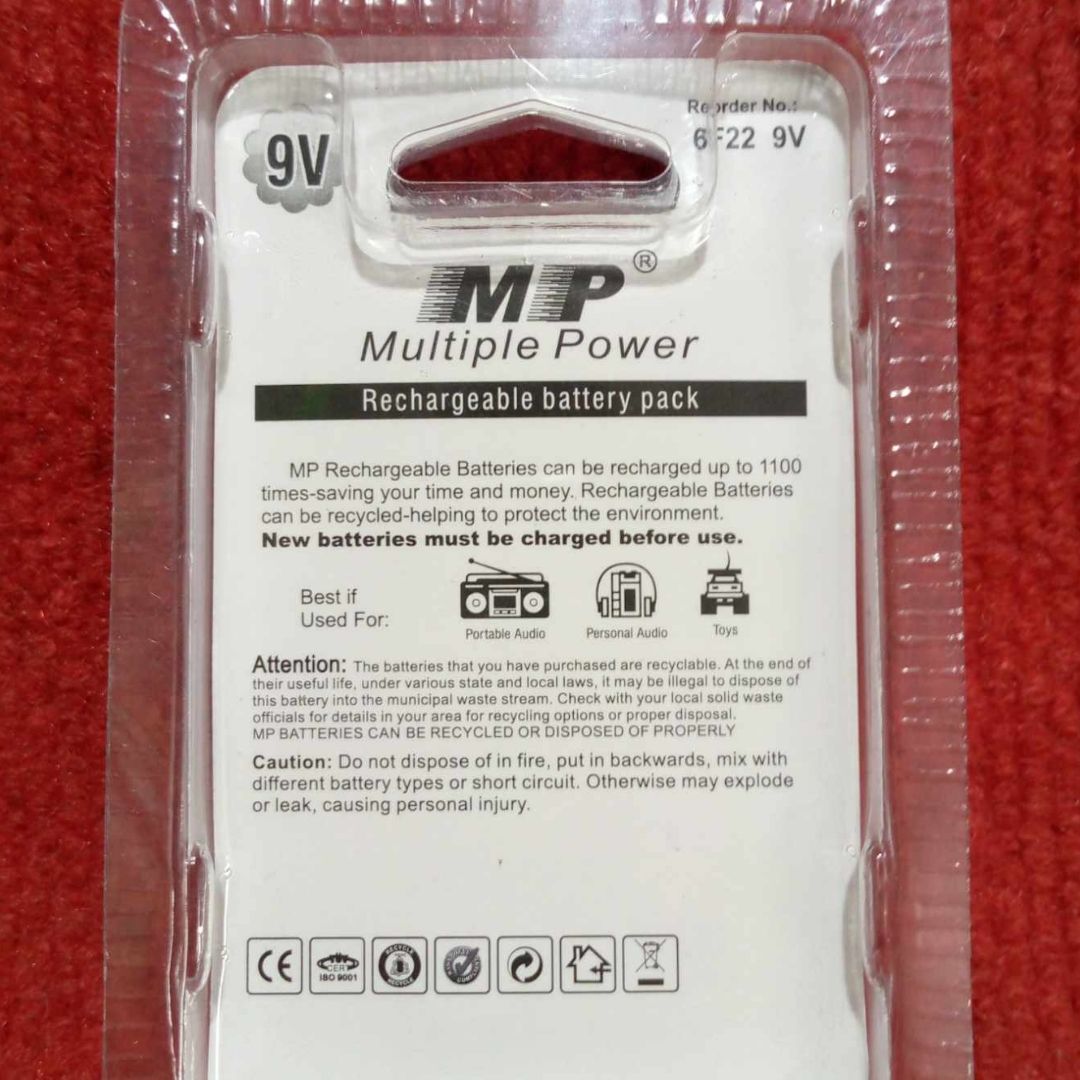 9V
Reorder No.:
6F22 9V
MP®
Multiple Power
Rechargeable battery pack
MP Rechargeable Batteries can be recharged up to 1100
times-saving your time and money. Rechargeable Batteries
can be recycled-helping to protect the environment.
New batteries must be charged before use.
Best if
Used For:
Portable Audio
Personal Audio
Toys
Attention: The batteries that you have purchased are recyclable. At the end of
their useful life, under various state and local laws, it may be illegal to dispose of
this battery into the municipal waste stream. Check with your local solid waste
officials for details in your area for recycling options or proper disposal.
MP BATTERIES CAN BE RECYCLED OR DISPOSED OF PROPERLY
Caution: Do not dispose of in fire, put in backwards, mix with
different battery types or short circuit. Otherwise may explode
or leak, causing personal injury.
CE
CERT
ISO 9001
RECYCLE
RECYCLE